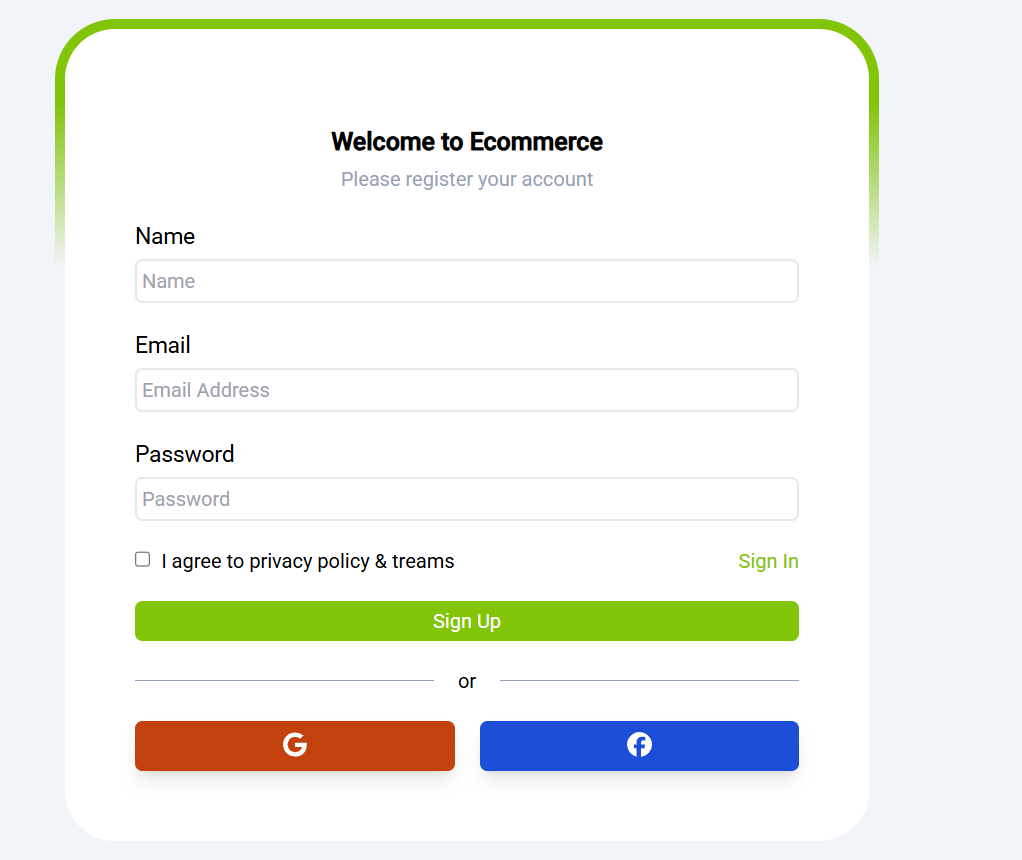 Welcome to Ecommerce
Please register your account
Name
Name
Email
Email Address
Password
Password
I agree to privacy policy & treams Sign In
Sign Up
or